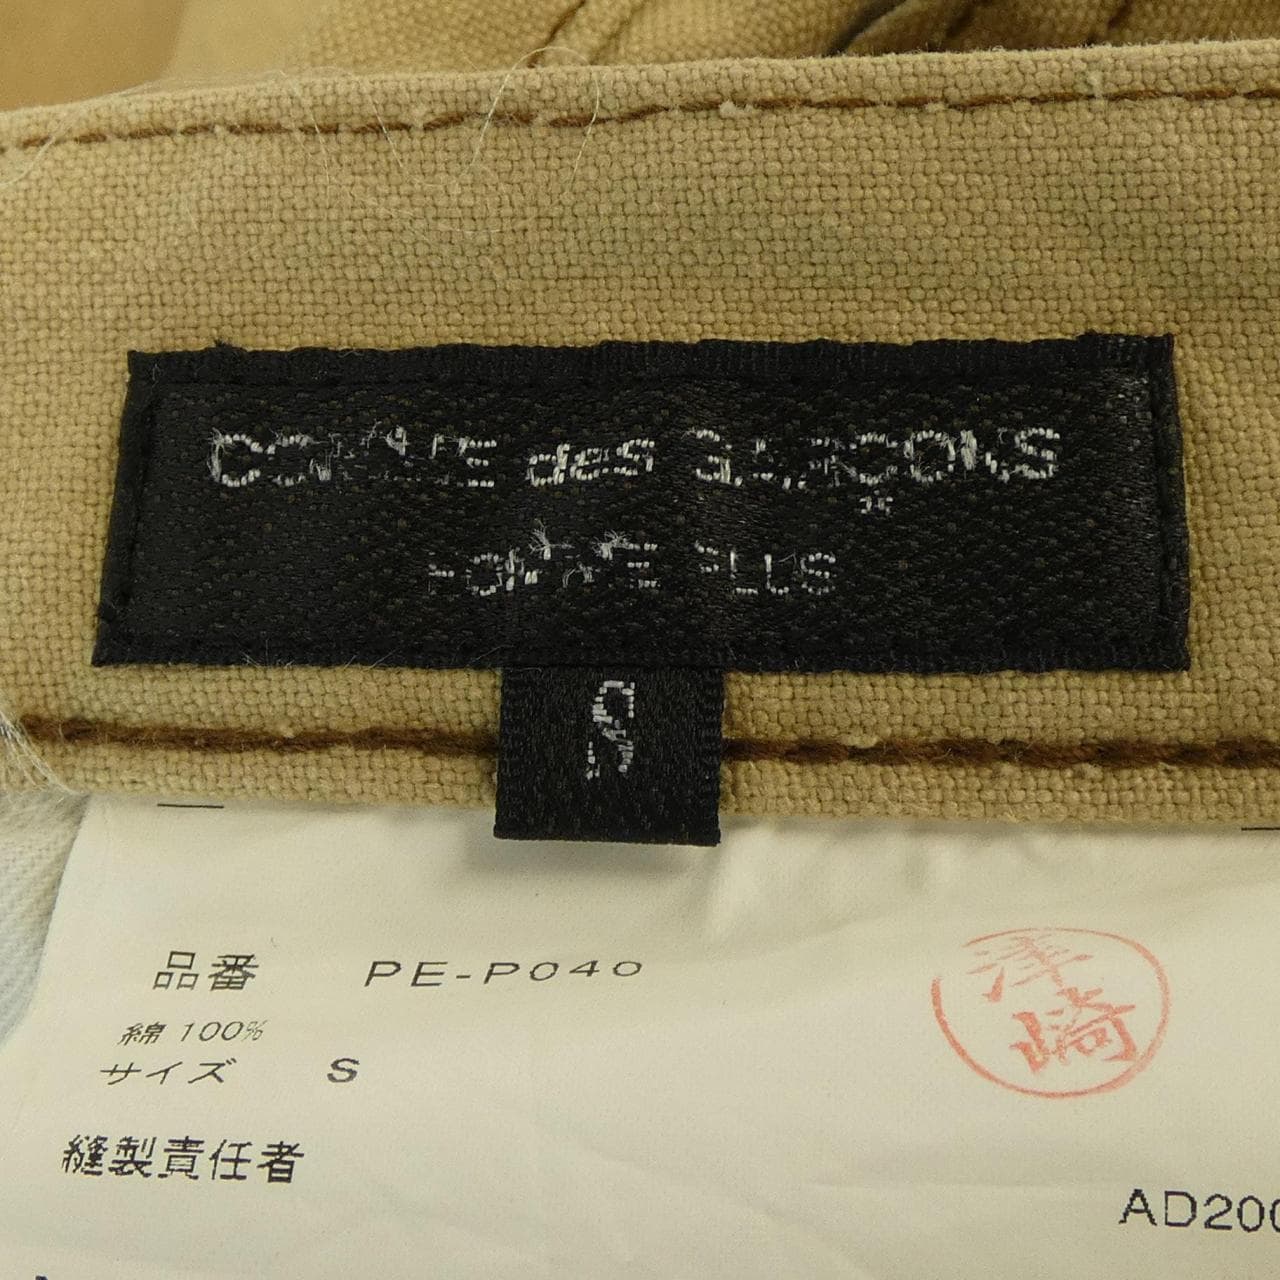 COMME des GARÇONS
HOMME PLUS
S
品番 PE-P040
綿 100%
サイズ S
津崎
縫製責任者
AD200